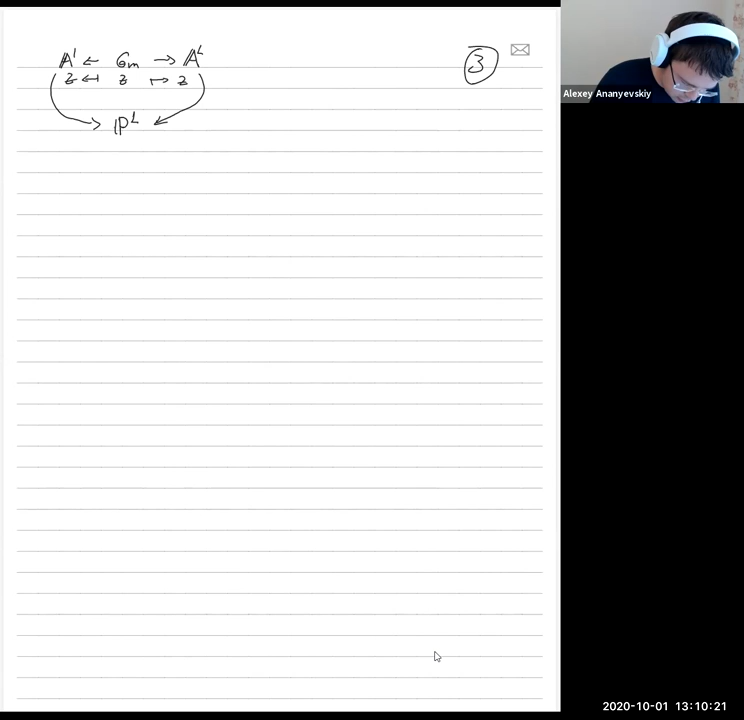 𝔸¹ ← Gm → 𝔸¹
z ↤ z ↦ z
ℙ¹
③
Alexey Ananyevskiy
2020-10-01 13:10:21